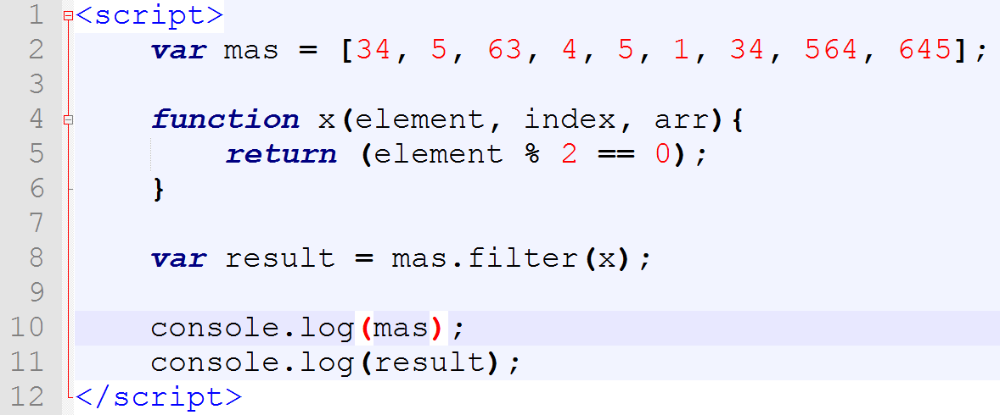 1 <script>
2 var mas = [34, 5, 63, 4, 5, 1, 34, 564, 645];
3
4 function x(element, index, arr){
5 return (element % 2 == 0);
6 }
7
8 var result = mas.filter(x);
9
10 console.log(mas);
11 console.log(result);
12 </script>